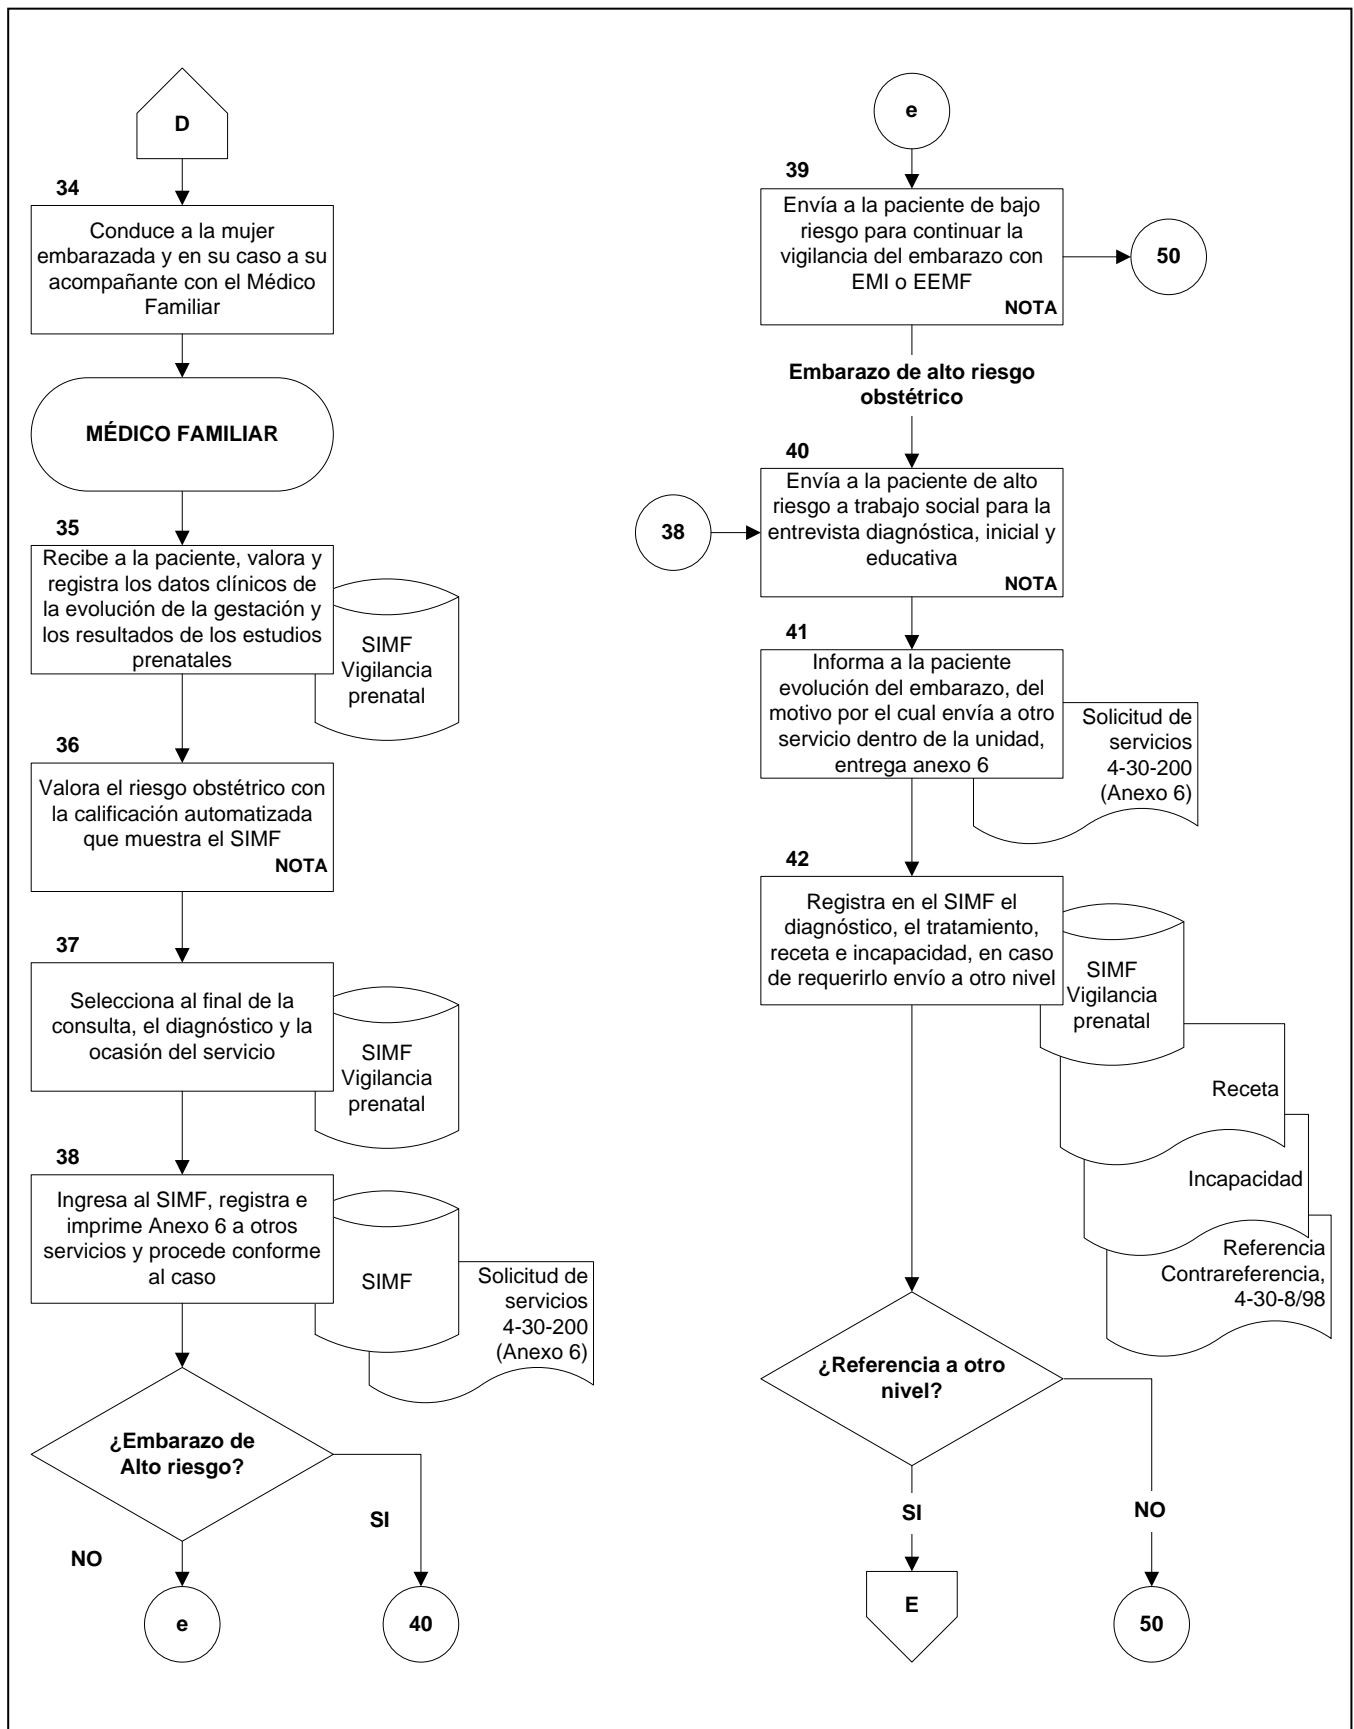 D
34
Conduce a la mujer
embarazada y en su caso a su
acompañante con el Médico
Familiar
MÉDICO FAMILIAR
35
Recibe a la paciente, valora y
registra los datos clínicos de
la evolución de la gestación y
los resultados de los estudios
prenatales
SIMF
Vigilancia
prenatal
36
Valora el riesgo obstétrico con
la calificación automatizada
que muestra el SIMF
NOTA
37
Selecciona al final de la
consulta, el diagnóstico y la
ocasión del servicio
SIMF
Vigilancia
prenatal
38
Ingresa al SIMF, registra e
imprime Anexo 6 a otros
servicios y procede conforme
al caso
SIMF
Solicitud de
servicios
4-30-200
(Anexo 6)
¿Embarazo de
Alto riesgo?
SI
NO
e
40
e
39
Envía a la paciente de bajo
riesgo para continuar la
vigilancia del embarazo con
EMI o EEMF
NOTA
50
Embarazo de alto riesgo
obstétrico
40
Envía a la paciente de alto
riesgo a trabajo social para la
entrevista diagnóstica, inicial y
educativa
NOTA
38
41
Informa a la paciente
evolución del embarazo, del
motivo por el cual envía a otro
servicio dentro de la unidad,
entrega anexo 6
Solicitud de
servicios
4-30-200
(Anexo 6)
42
Registra en el SIMF el
diagnóstico, el tratamiento,
receta e incapacidad, en caso
de requerirlo envío a otro nivel
SIMF
Vigilancia
prenatal
Receta
Incapacidad
Referencia
Contrareferencia,
4-30-8/98
¿Referencia a otro
nivel?
SI
NO
E
50